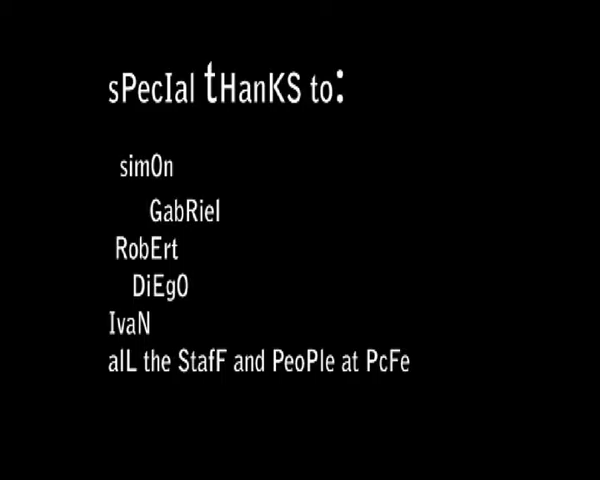 sPecIal tHanKS to:
simOn
GabRiel
RobErt
DiEgO
IvaN
alL the StafF and PeoPle at PcFe